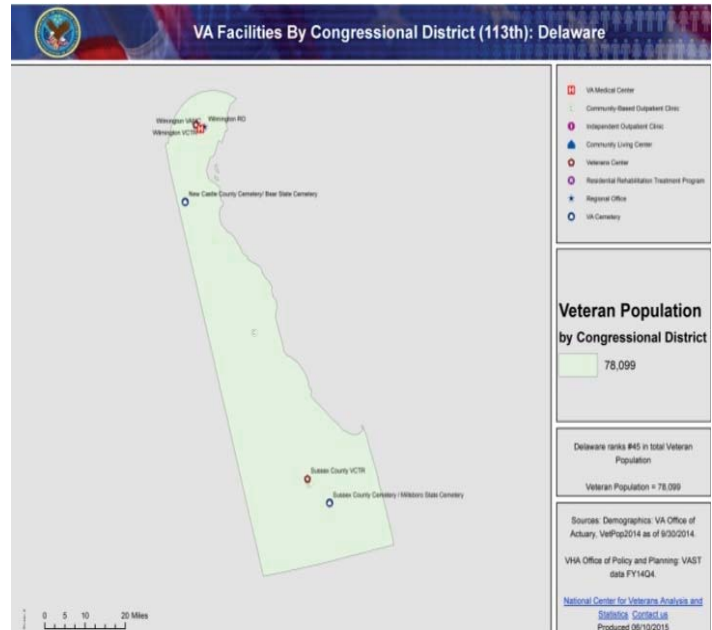 VA Facilities By Congressional District (113th): Delaware
Wilmington VAMC
Wilmington RO
Wilmington VCTR
New Castle County Cemetery/ Bear State Cemetery
Sussex County VCTR
Sussex County Cemetery / Millsboro State Cemetery
0 5 10 20 Miles
VA Medical Center
Community-Based Outpatient Clinic
Independent Outpatient Clinic
Community Living Center
Veterans Center
Residential Rehabilitation Treatment Program
Regional Office
VA Cemetery
Veteran Population
by Congressional District
78,099
Delaware ranks #45 in total Veteran
Population
Veteran Population = 78,099
Sources: Demographics: VA Office of
Actuary, VetPop2014 as of 9/30/2014.
VHA Office of Policy and Planning: VAST
data FY14Q4.
National Center for Veterans Analysis and
Statistics Contact us
Produced 06/10/2015